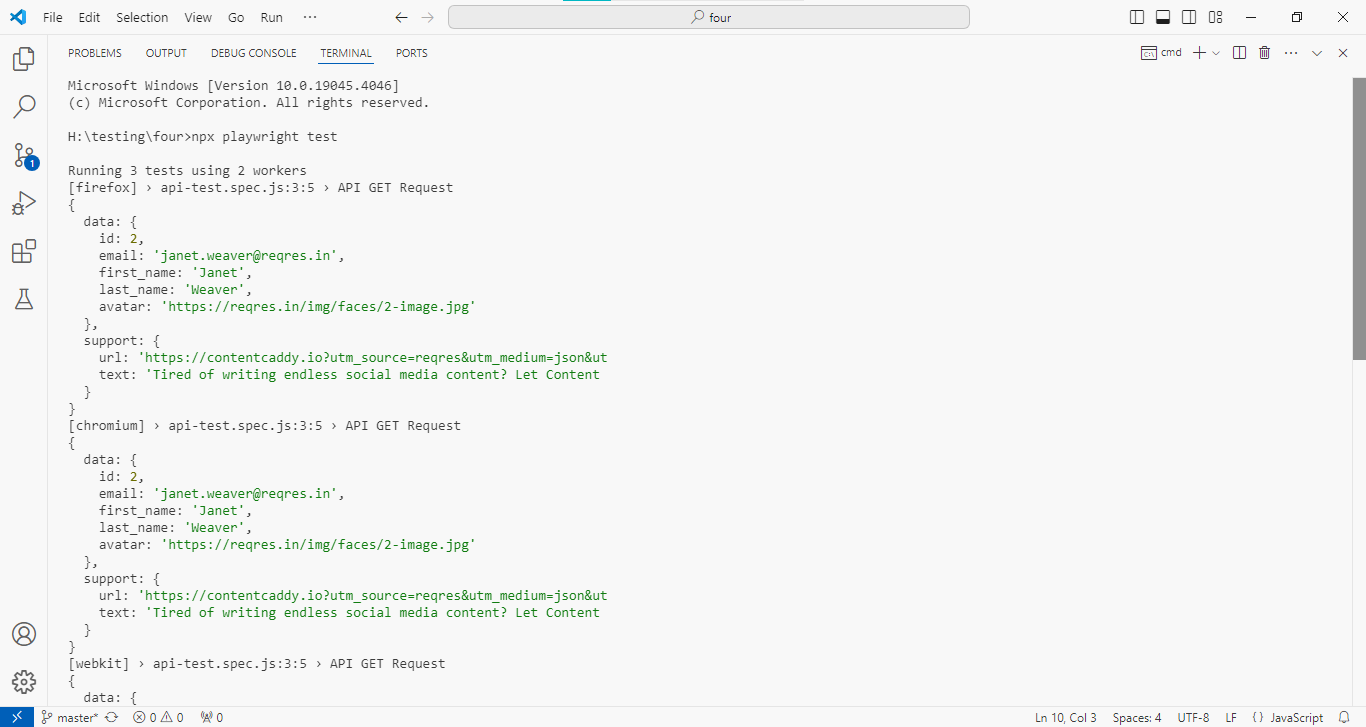 File Edit Selection View Go Run ··· four
PROBLEMS OUTPUT DEBUG CONSOLE TERMINAL PORTS cmd
Microsoft Windows [Version 10.0.19045.4046]
(c) Microsoft Corporation. All rights reserved.
H:\testing\four>npx playwright test
Running 3 tests using 2 workers
[firefox] › api-test.spec.js:3:5 › API GET Request
{
  data: {
    id: 2,
    email: 'janet.weaver@reqres.in',
    first_name: 'Janet',
    last_name: 'Weaver',
    avatar: 'https://reqres.in/img/faces/2-image.jpg'
  },
  support: {
    url: 'https://contentcaddy.io?utm_source=reqres&utm_medium=json&ut
    text: 'Tired of writing endless social media content? Let Content
  }
}
[chromium] › api-test.spec.js:3:5 › API GET Request
{
  data: {
    id: 2,
    email: 'janet.weaver@reqres.in',
    first_name: 'Janet',
    last_name: 'Weaver',
    avatar: 'https://reqres.in/img/faces/2-image.jpg'
  },
  support: {
    url: 'https://contentcaddy.io?utm_source=reqres&utm_medium=json&ut
    text: 'Tired of writing endless social media content? Let Content
  }
}
[webkit] › api-test.spec.js:3:5 › API GET Request
{
  data: {
1
master* 0 0 0 Ln 10, Col 3 Spaces: 4 UTF-8 LF { } JavaScript